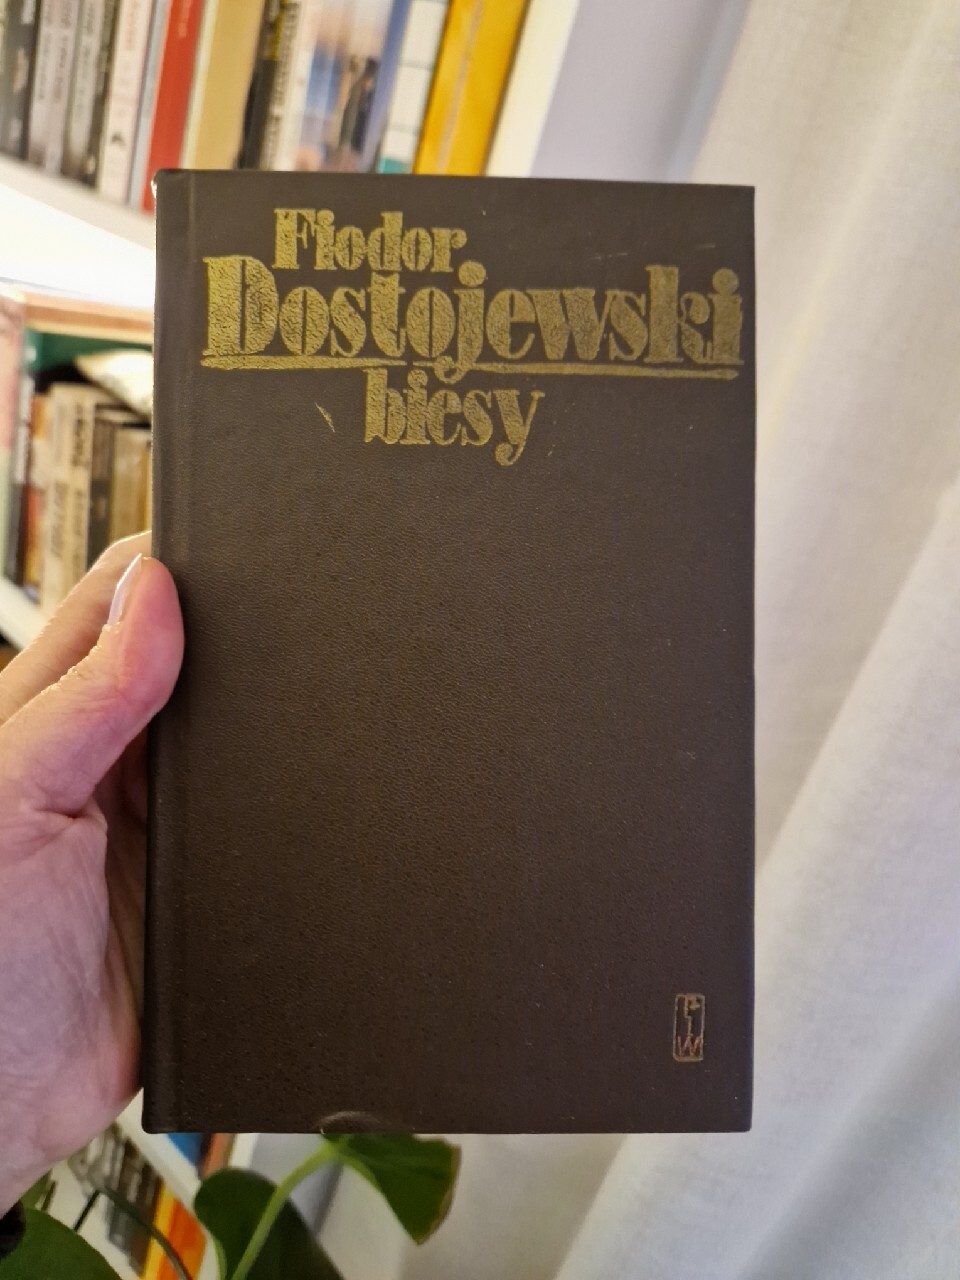 Fiodor
Dostojewski
biesy
P
I
W